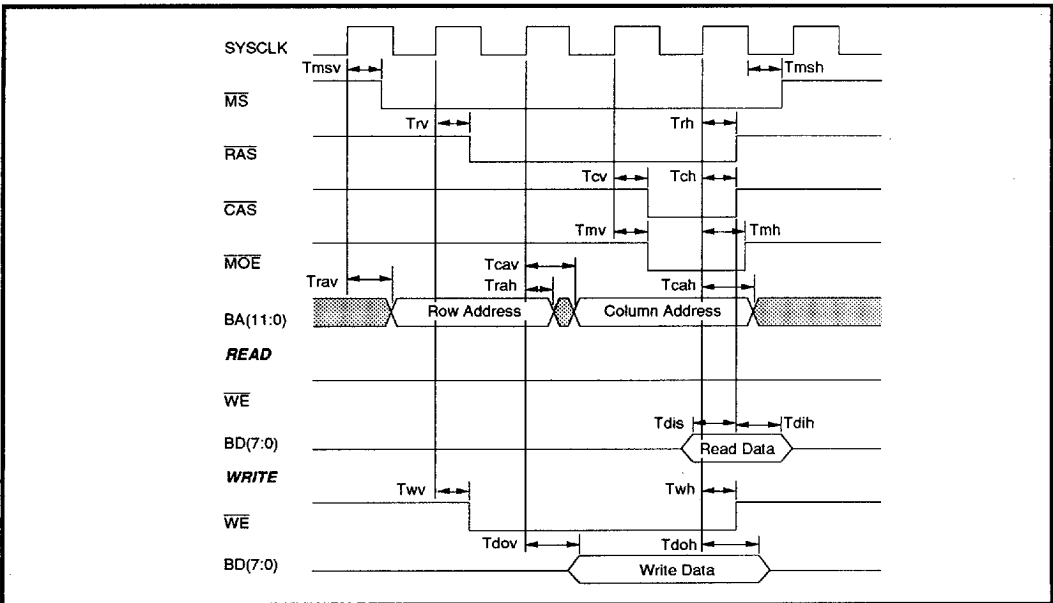 SYSCLK
Tmsv Tmsh
MS
Trv Trh
RAS
Tcv Tch
CAS
Tmv Tmh
MOE
Tcav
Trav Trah Tcah
BA(11:0) Row Address Column Address
READ
WE
Tdis Tdih
BD(7:0) Read Data
WRITE
Twv Twh
WE
Tdov Tdoh
BD(7:0) Write Data